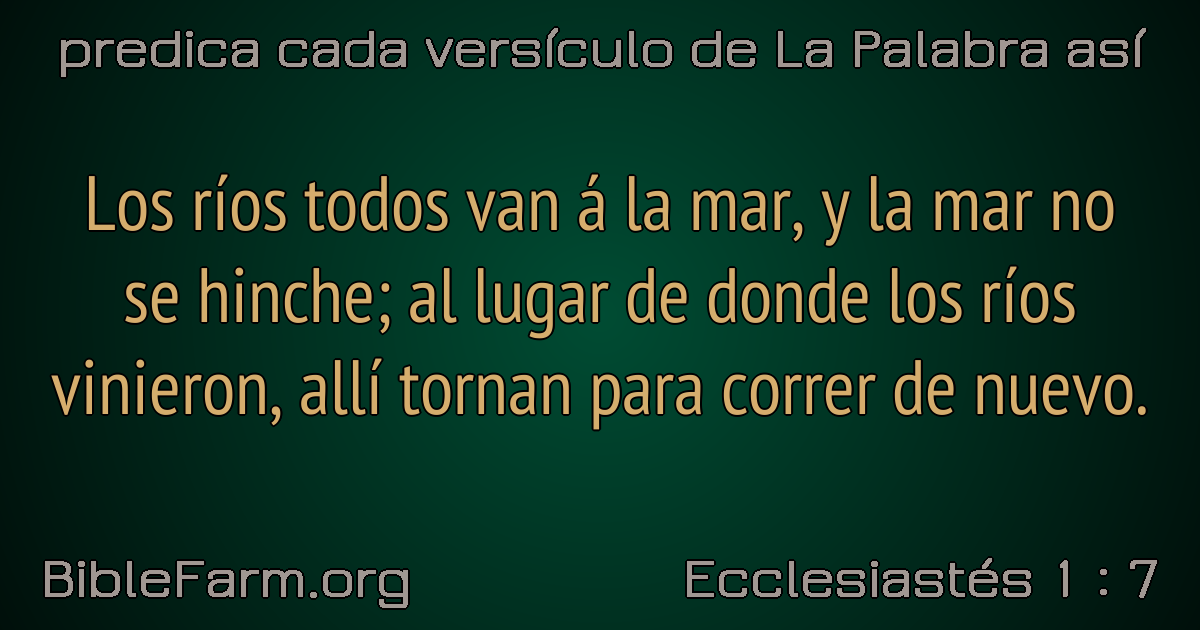 predica cada versículo de La Palabra así
Los ríos todos van á la mar, y la mar no
se hinche; al lugar de donde los ríos
vinieron, allí tornan para correr de nuevo.
BibleFarm.org
Ecclesiastés 1 : 7